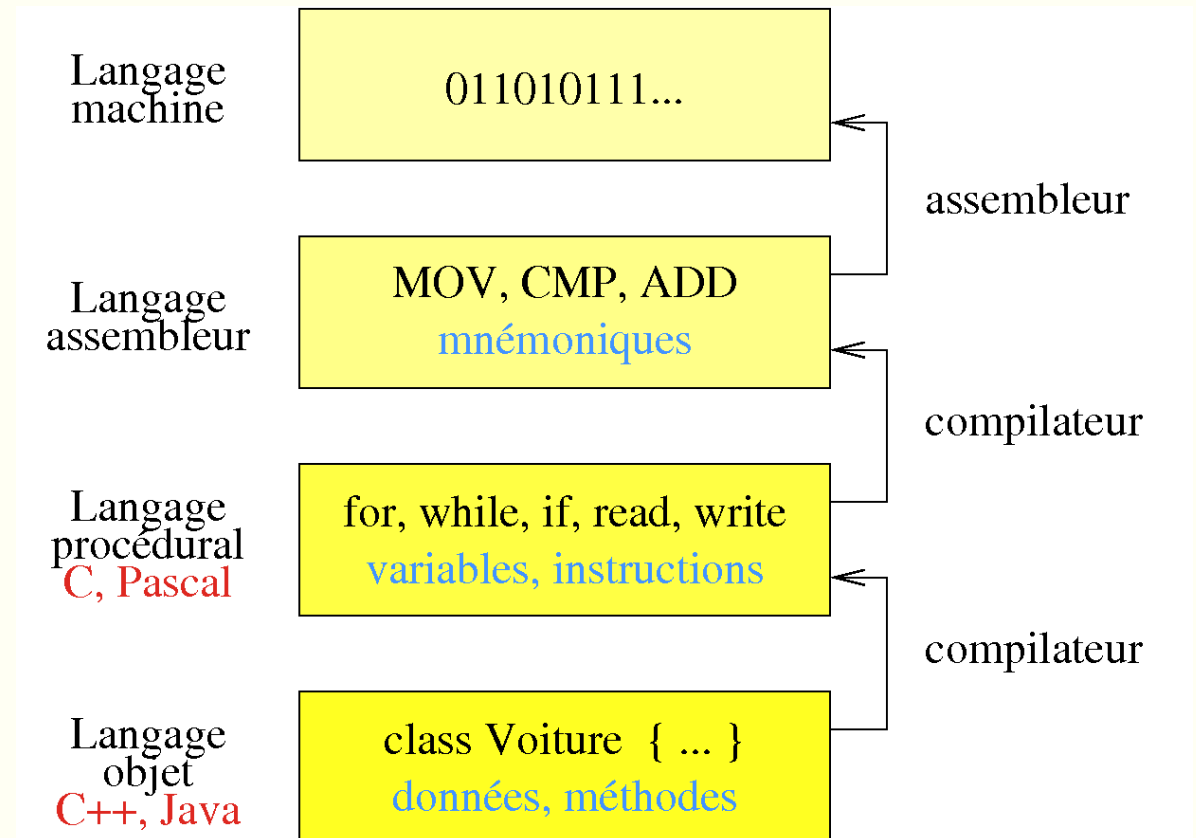 Langage
machine
011010111...
assembleur
Langage
assembleur
MOV, CMP, ADD
mnémoniques
compilateur
Langage
procédural
C, Pascal
for, while, if, read, write
variables, instructions
compilateur
Langage
objet
C++, Java
class Voiture { ... }
données, méthodes